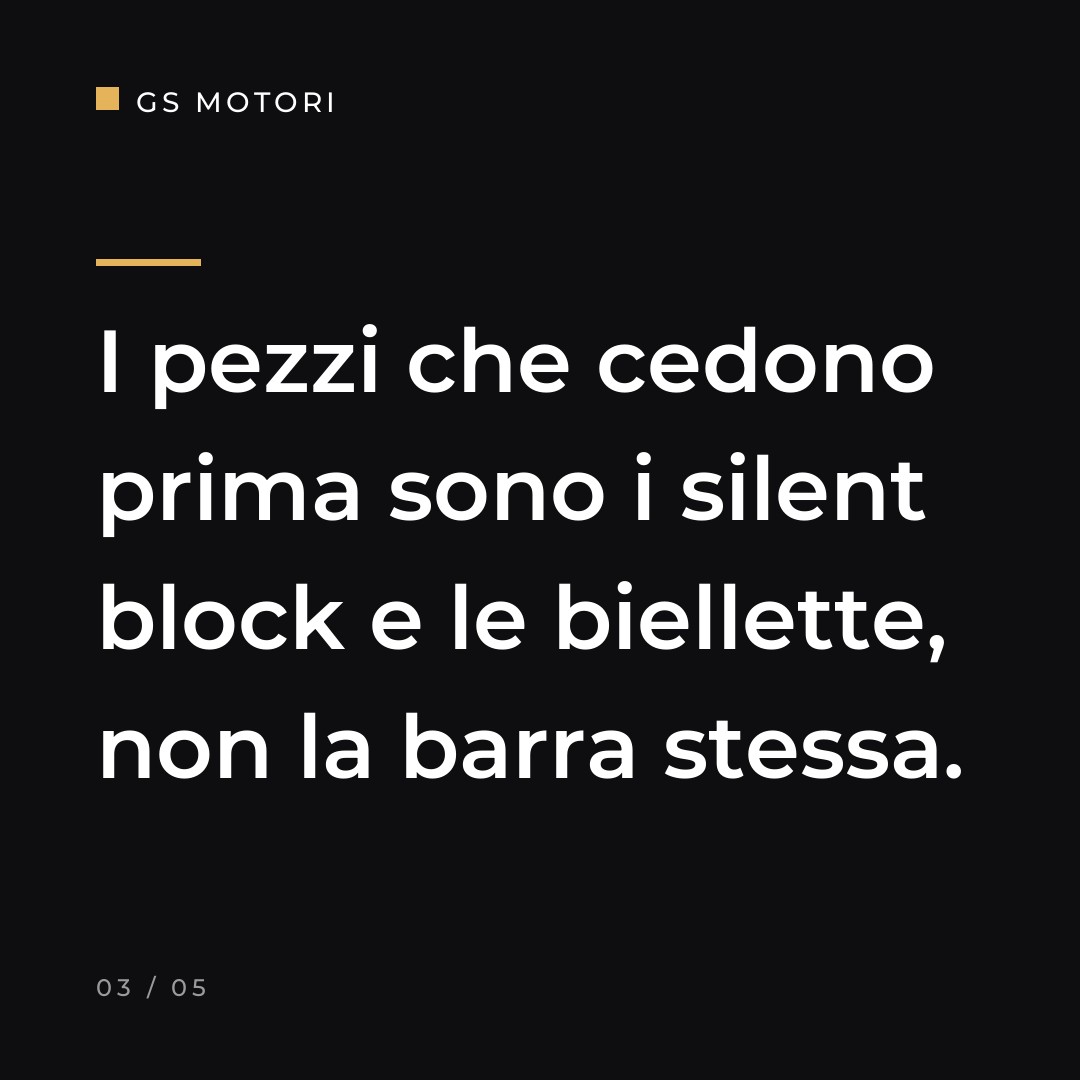 GS MOTORI
I pezzi che cedono
prima sono i silent
block e le biellette,
non la barra stessa.
03 / 05